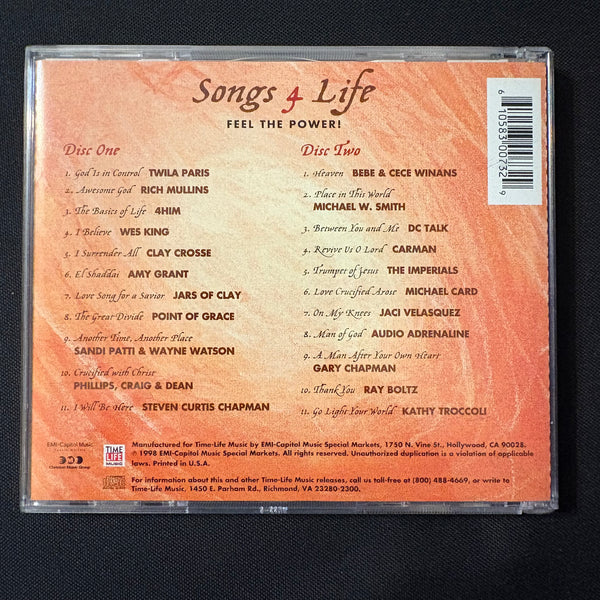 Songs 4 Life
FEEL THE POWER!
Disc One
1. God Is in Control TWILA PARIS
2. Awesome God RICH MULLINS
3. The Basics of Life 4HIM
4. I Believe WES KING
5. I Surrender All CLAY CROSSE
6. El Shaddai AMY GRANT
7. Love Song for a Savior JARS OF CLAY
8. The Great Divide POINT OF GRACE
9. Another Time, Another Place
SANDI PATTI & WAYNE WATSON
10. Crucified with Christ
PHILLIPS, CRAIG & DEAN
11. I Will Be Here STEVEN CURTIS CHAPMAN
Disc Two
1. Heaven BEBE & CECE WINANS
2. Place in This World
MICHAEL W. SMITH
3. Between You and Me DC TALK
4. Revive Us O Lord CARMAN
5. Trumpet of Jesus THE IMPERIALS
6. Love Crucified Arose MICHAEL CARD
7. On My Knees JACI VELASQUEZ
8. Man of God AUDIO ADRENALINE
9. A Man After Your Own Heart
GARY CHAPMAN
10. Thank You RAY BOLTZ
11. Go Light Your World KATHY TROCCOLI
6 10583 00732 9
EMI-Capitol Music
Christian Music Group
TIME
LIFE
MUSIC
Manufactured for Time-Life Music by EMI-Capitol Music Special Markets, 1750 N. Vine St., Hollywood, CA 90028.
℗ 1998 EMI-Capitol Music Special Markets. All rights reserved. Unauthorized duplication is a violation of applicable
laws. Printed in U.S.A.
For information about this and other Time-Life Music releases, call us toll-free at (800) 488-4669, or write to
Time-Life Music. 1450 E. Parham Rd., Richmond, VA 23280-2300.